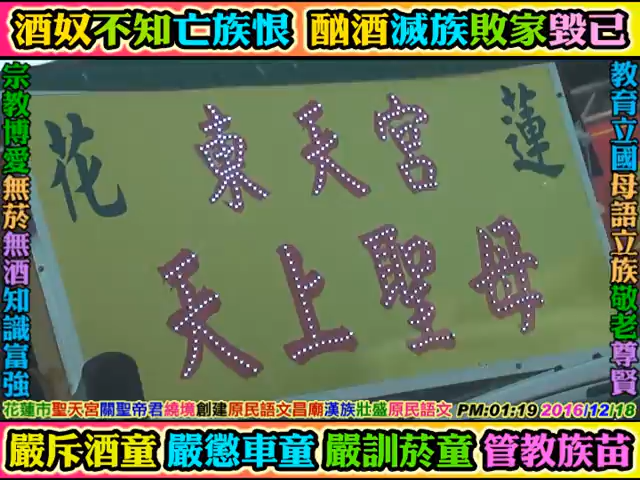 酒奴不知亡族恨 酗酒滅族敗家毀已
宗教博愛無菸無酒知識富強
花 東天宮 蓮
天上聖母
教育立國母語立族敬老尊賢
花蓮市聖天宮關聖帝君繞境創建原民語文昌廟漢族壯盛原民語文 PM:01:19 2016/12/18
嚴斥酒童 嚴懲車童 嚴訓菸童 管教族苗